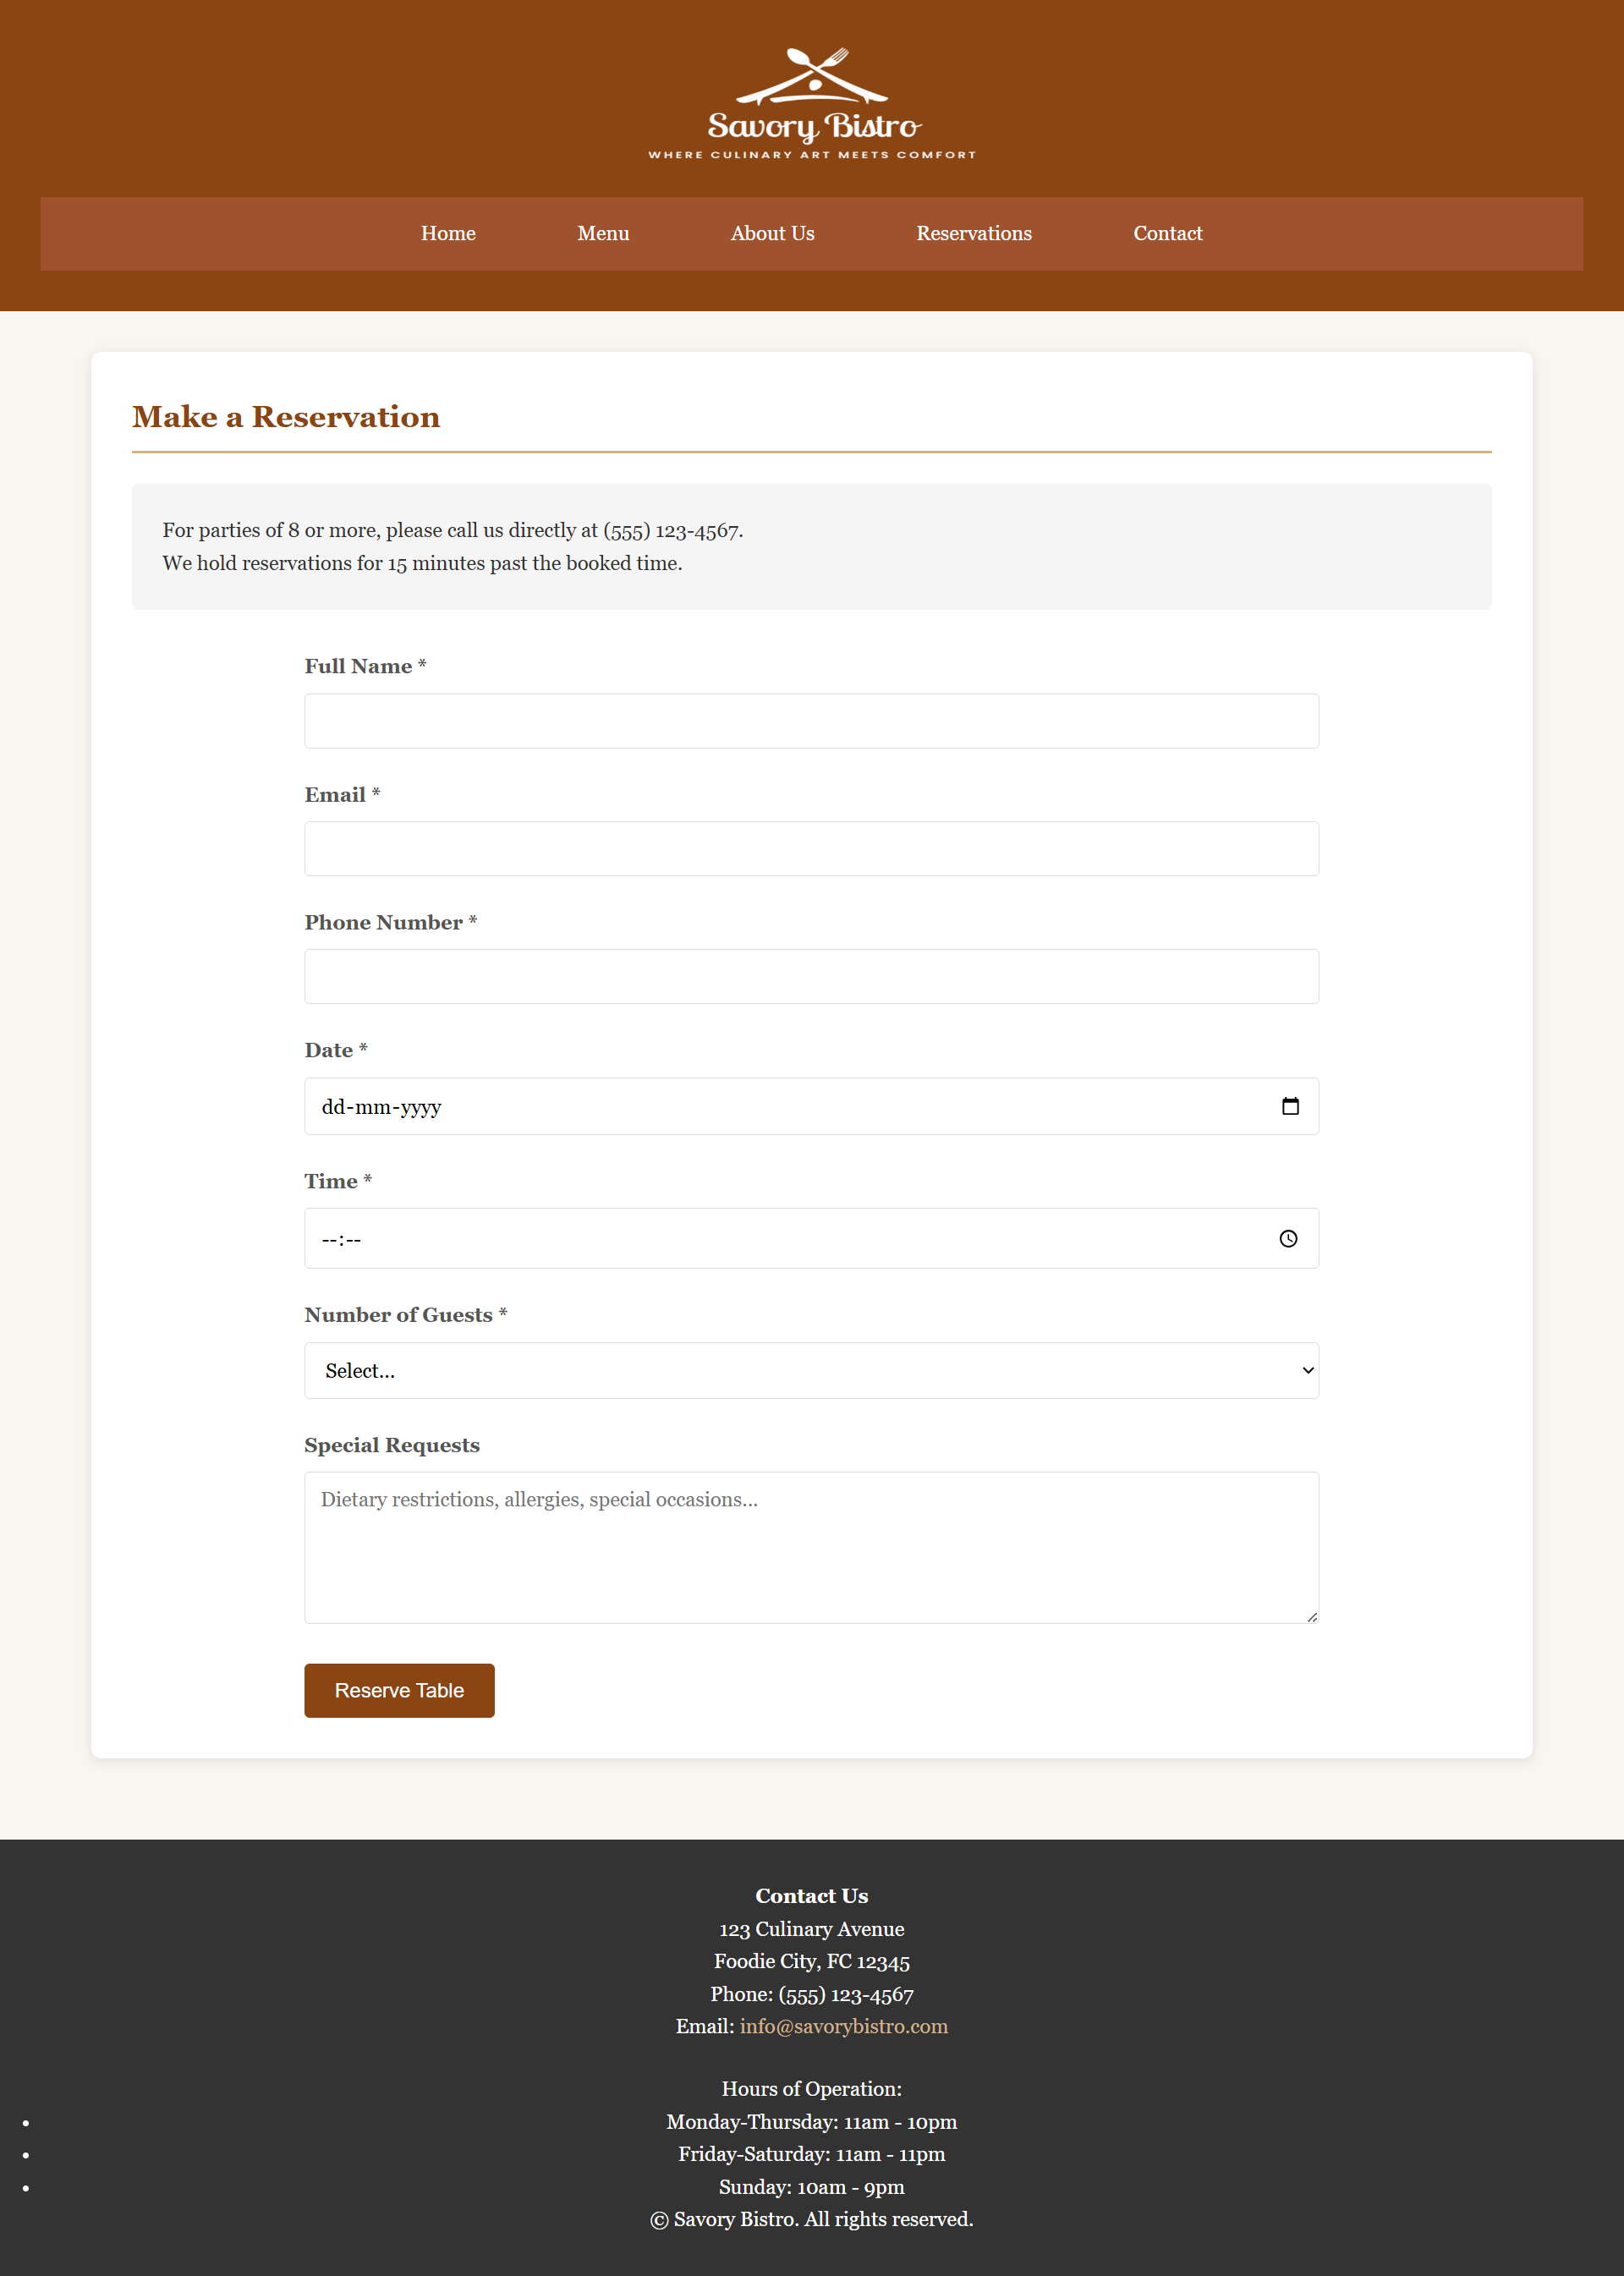 Savory Bistro
WHERE CULINARY ART MEETS COMFORT
Home Menu About Us Reservations Contact
Make a Reservation
For parties of 8 or more, please call us directly at (555) 123-4567.
We hold reservations for 15 minutes past the booked time.
Full Name *
Email *
Phone Number *
Date *
dd-mm-yyyy
Time *
--:--
Number of Guests *
Select...
Special Requests
Dietary restrictions, allergies, special occasions...
Reserve Table
Contact Us
123 Culinary Avenue
Foodie City, FC 12345
Phone: (555) 123-4567
Email: info@savorybistro.com
Hours of Operation:
• Monday-Thursday: 11am - 10pm
• Friday-Saturday: 11am - 11pm
• Sunday: 10am - 9pm
© Savory Bistro. All rights reserved.